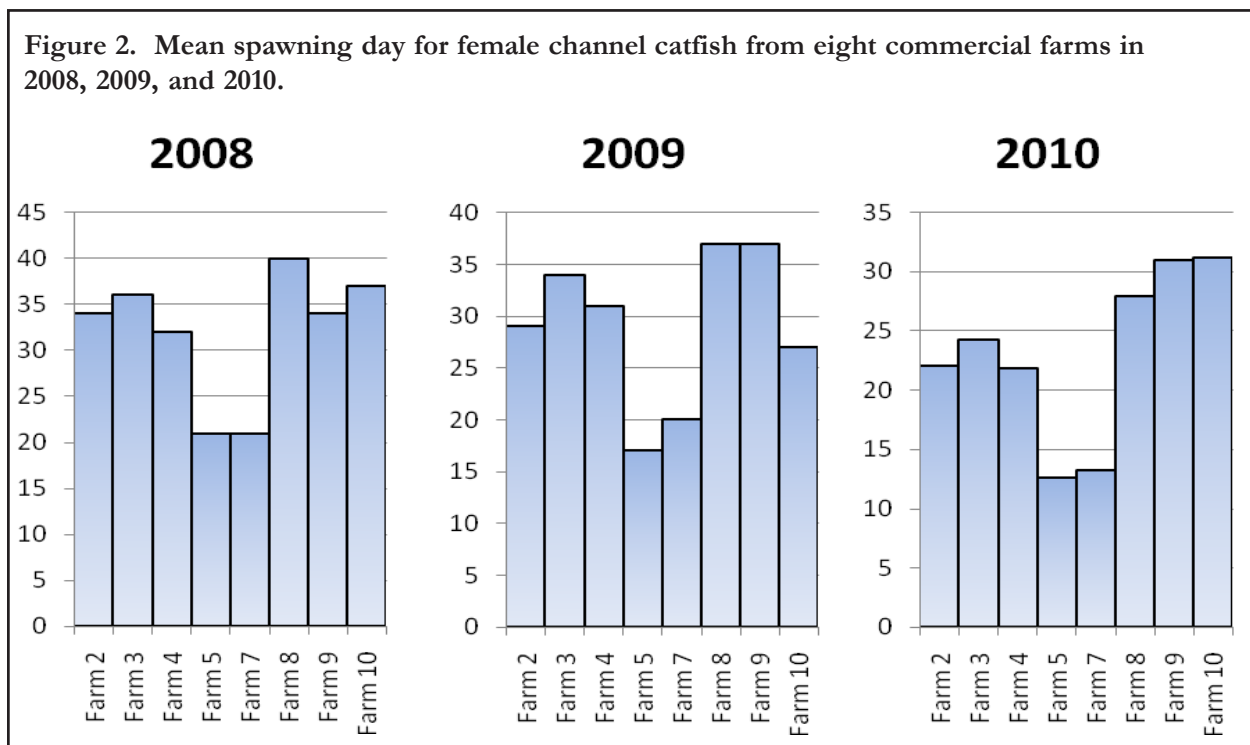 Figure 2. Mean spawning day for female channel catfish from eight commercial farms in
2008, 2009, and 2010.
2008
45
40
35
30
25
20
15
10
5
0
Farm 2
Farm 3
Farm 4
Farm 5
Farm 7
Farm 8
Farm 9
Farm 10
2009
40
35
30
25
20
15
10
5
0
Farm 2
Farm 3
Farm 4
Farm 5
Farm 7
Farm 8
Farm 9
Farm 10
2010
35
30
25
20
15
10
5
0
Farm 2
Farm 3
Farm 4
Farm 5
Farm 7
Farm 8
Farm 9
Farm 10